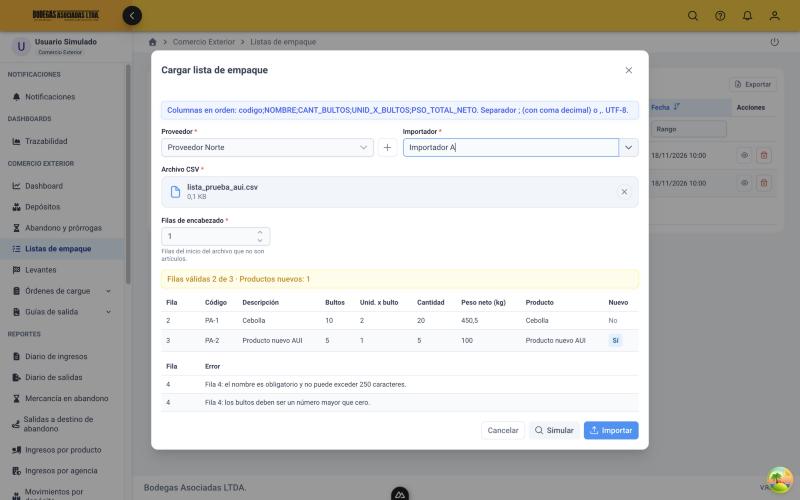 BODEGAS ASOCIADAS LTDA.
U
Usuario Simulado
Comercio Exterior
Comercio Exterior
Listas de empaque
NOTIFICACIONES
Notificaciones
DASHBOARDS
Trazabilidad
COMERCIO EXTERIOR
Dashboard
Depósitos
Abandono y prórrogas
Listas de empaque
Levantes
Órdenes de cargue
Guías de salida
REPORTES
Diario de ingresos
Diario de salidas
Mercancía en abandono
Salidas a destino de
abandono
Ingresos por producto
Ingresos por agencia
Movimientos por
Exportar
Fecha
Acciones
Rango
18/11/2026 10:00
18/11/2026 10:00
Cargar lista de empaque
Columnas en orden: codigo;NOMBRE;CANT_BULTOS;UNID_X_BULTOS;PSO_TOTAL_NETO. Separador ; (con coma decimal) o ,. UTF-8.
Proveedor *
Importador *
Proveedor Norte
Importador A
Archivo CSV *
lista_prueba_aui.csv
0,1 KB
Filas de encabezado *
1
Filas del inicio del archivo que no son
artículos.
Filas válidas 2 de 3 · Productos nuevos: 1
Fila Código Descripción Bultos Unid. x bulto Cantidad Peso neto (kg) Producto Nuevo
2 PA-1 Cebolla 10 2 20 450,5 Cebolla No
3 PA-2 Producto nuevo AUI 5 1 5 100 Producto nuevo AUI Sí
Fila Error
4 Fila 4: el nombre es obligatorio y no puede exceder 250 caracteres.
4 Fila 4: los bultos deben ser un número mayor que cero.
Cancelar
Simular
Importar
Bodegas Asociadas LTDA.